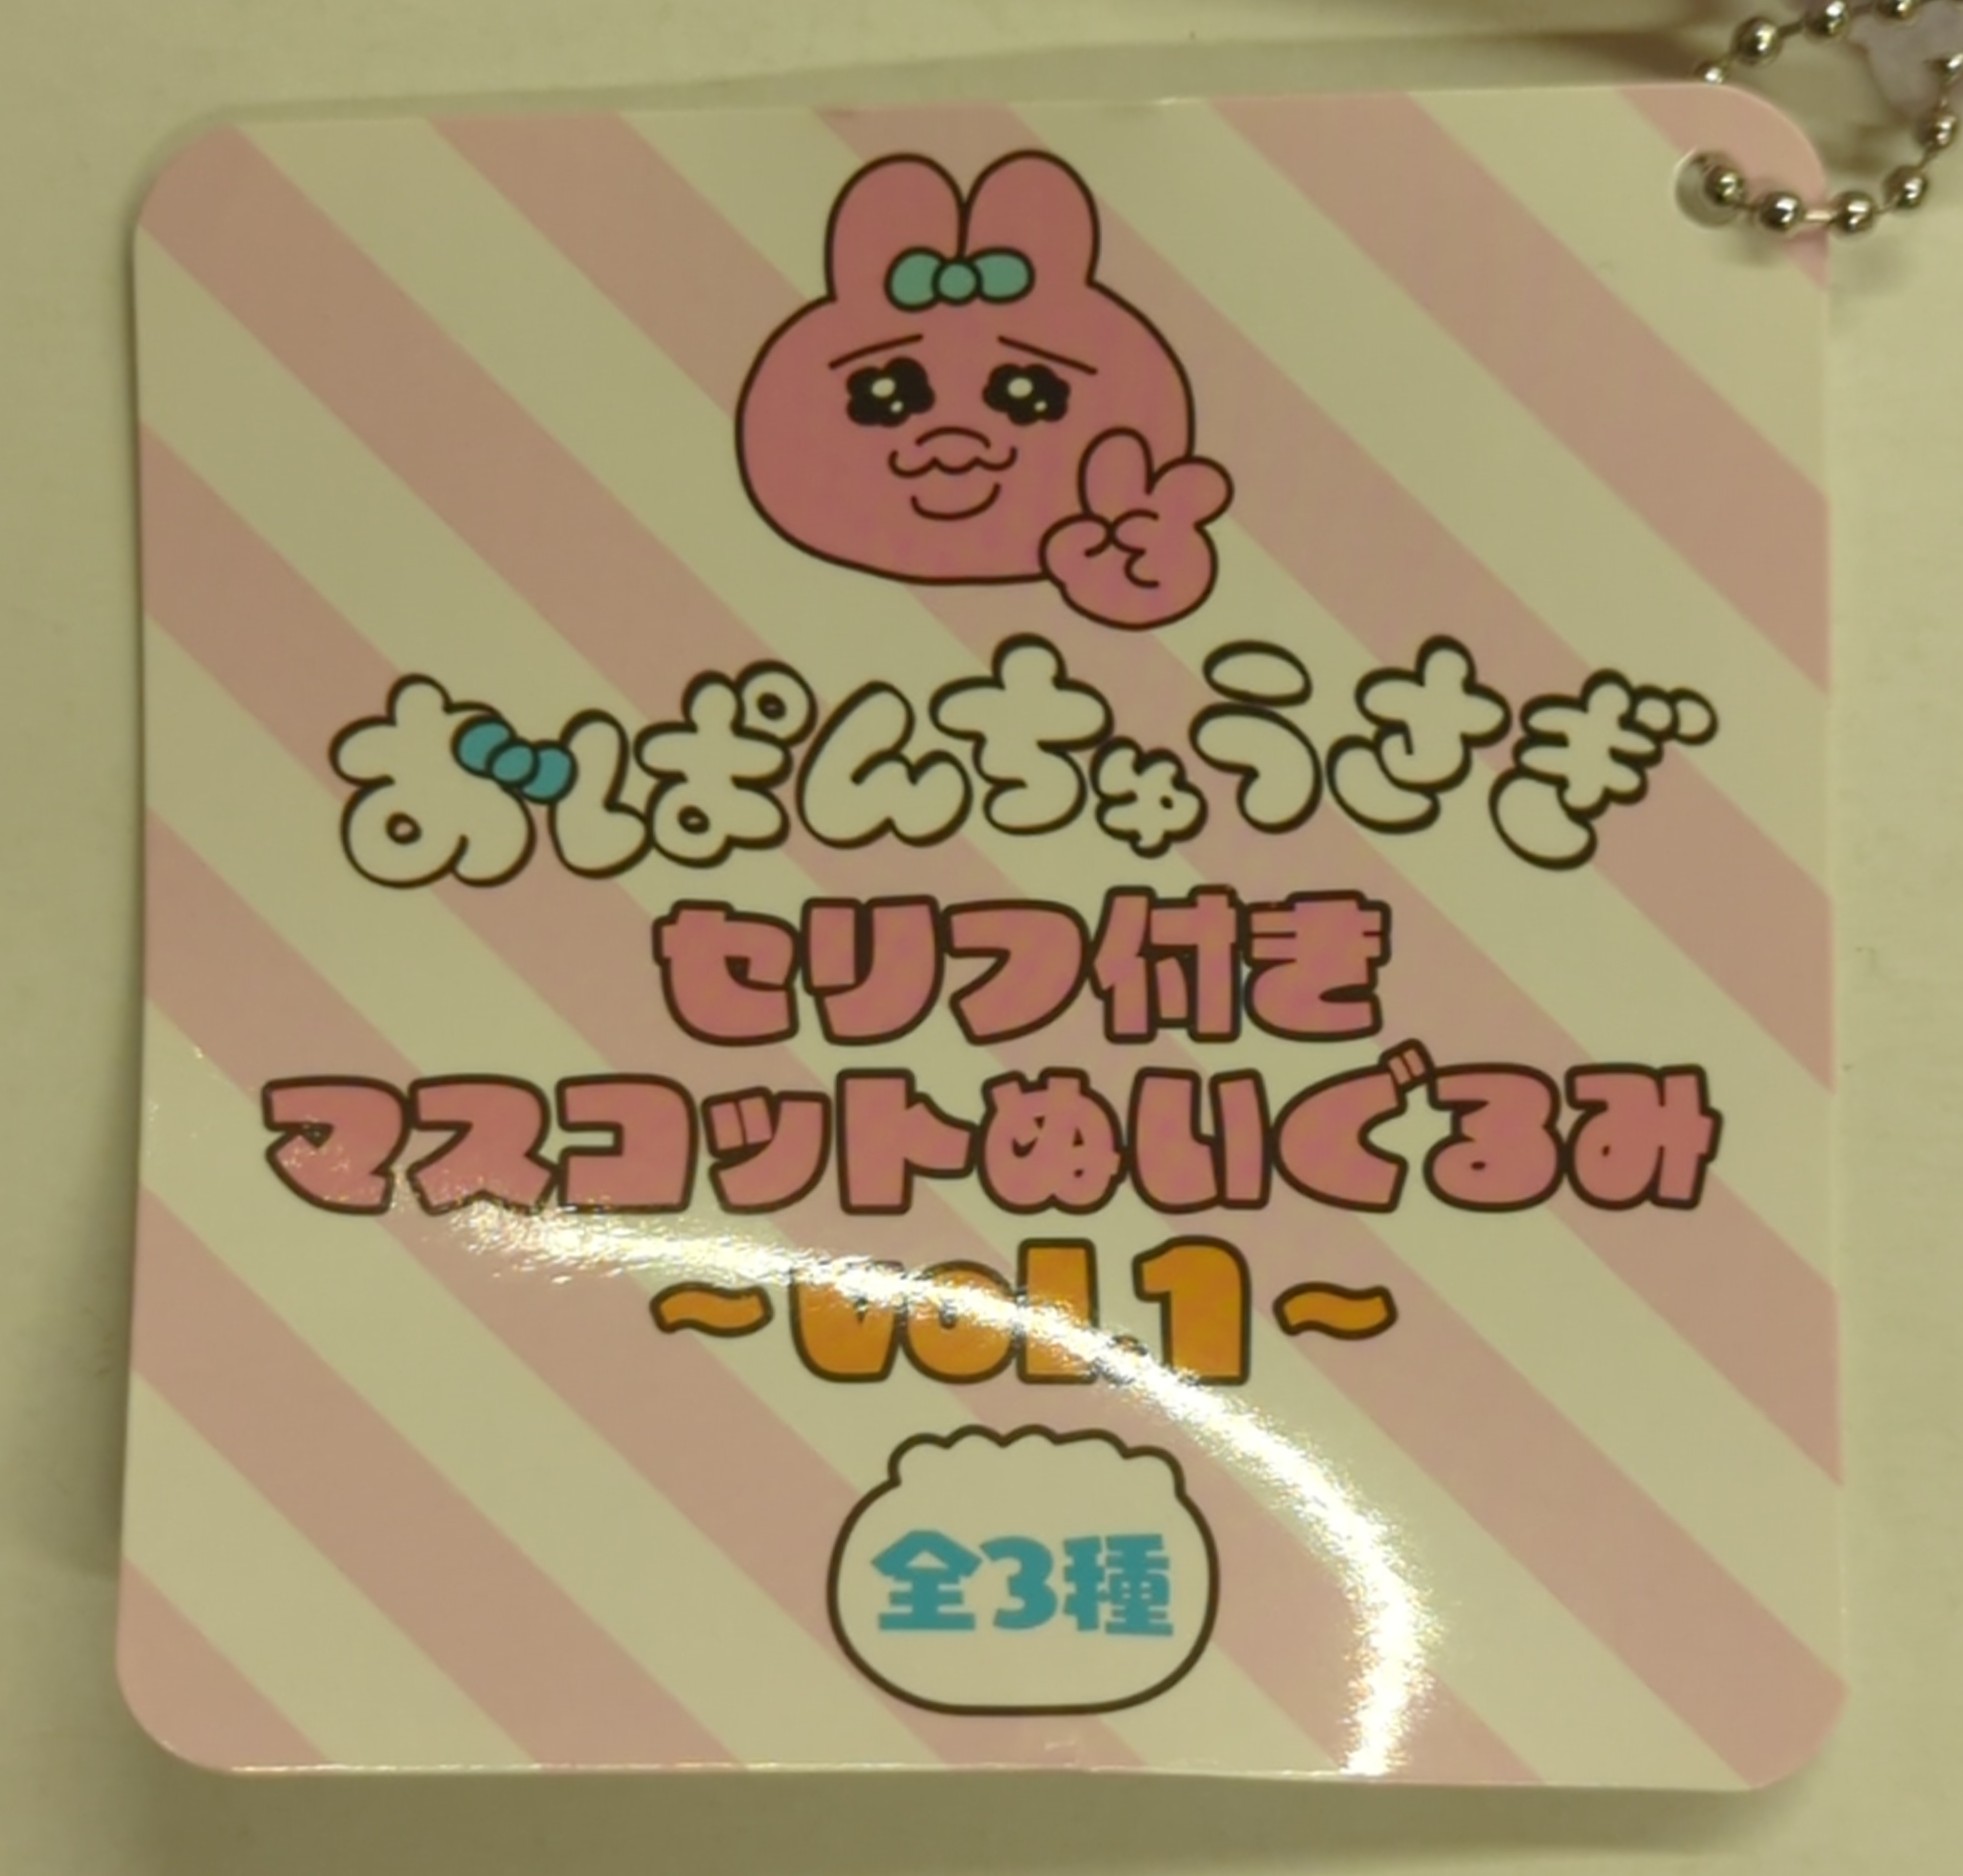 おぱんちゅうさぎ
セリフ付き
マスコットぬいぐるみ
~vol.1~
全3種